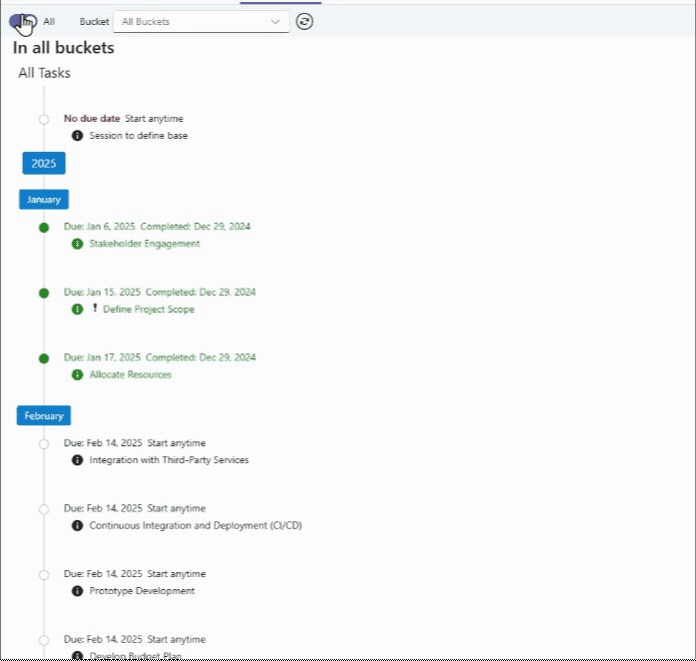 All Bucket All Buckets
In all buckets
All Tasks
No due date Start anytime
Session to define base
2025
January
Due: Jan 6, 2025 Completed: Dec 29, 2024
Stakeholder Engagement
Due: Jan 15, 2025 Completed: Dec 29, 2024
! Define Project Scope
Due: Jan 17, 2025 Completed: Dec 29, 2024
Allocate Resources
February
Due: Feb 14, 2025 Start anytime
Integration with Third-Party Services
Due: Feb 14, 2025 Start anytime
Continuous Integration and Deployment (CI/CD)
Due: Feb 14, 2025 Start anytime
Prototype Development
Due: Feb 14, 2025 Start anytime
Develop Budget Plan